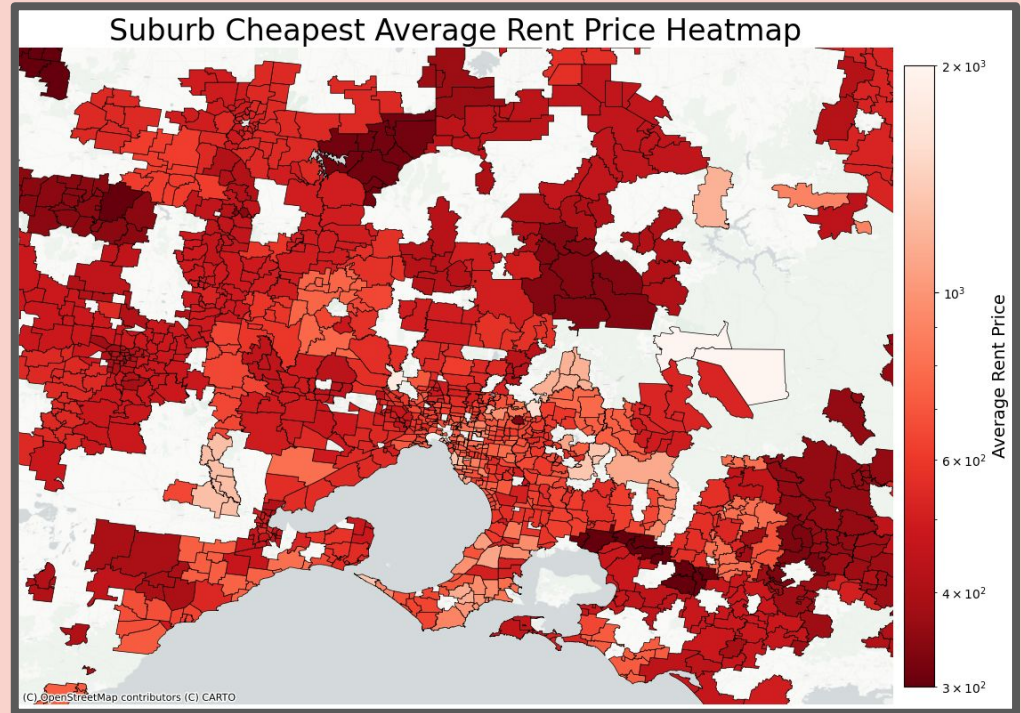 Suburb Cheapest Average Rent Price Heatmap
2 × 10³
10³
6 × 10²
4 × 10²
3 × 10²
Average Rent Price
(C) OpenStreetMap contributors (C) CARTO